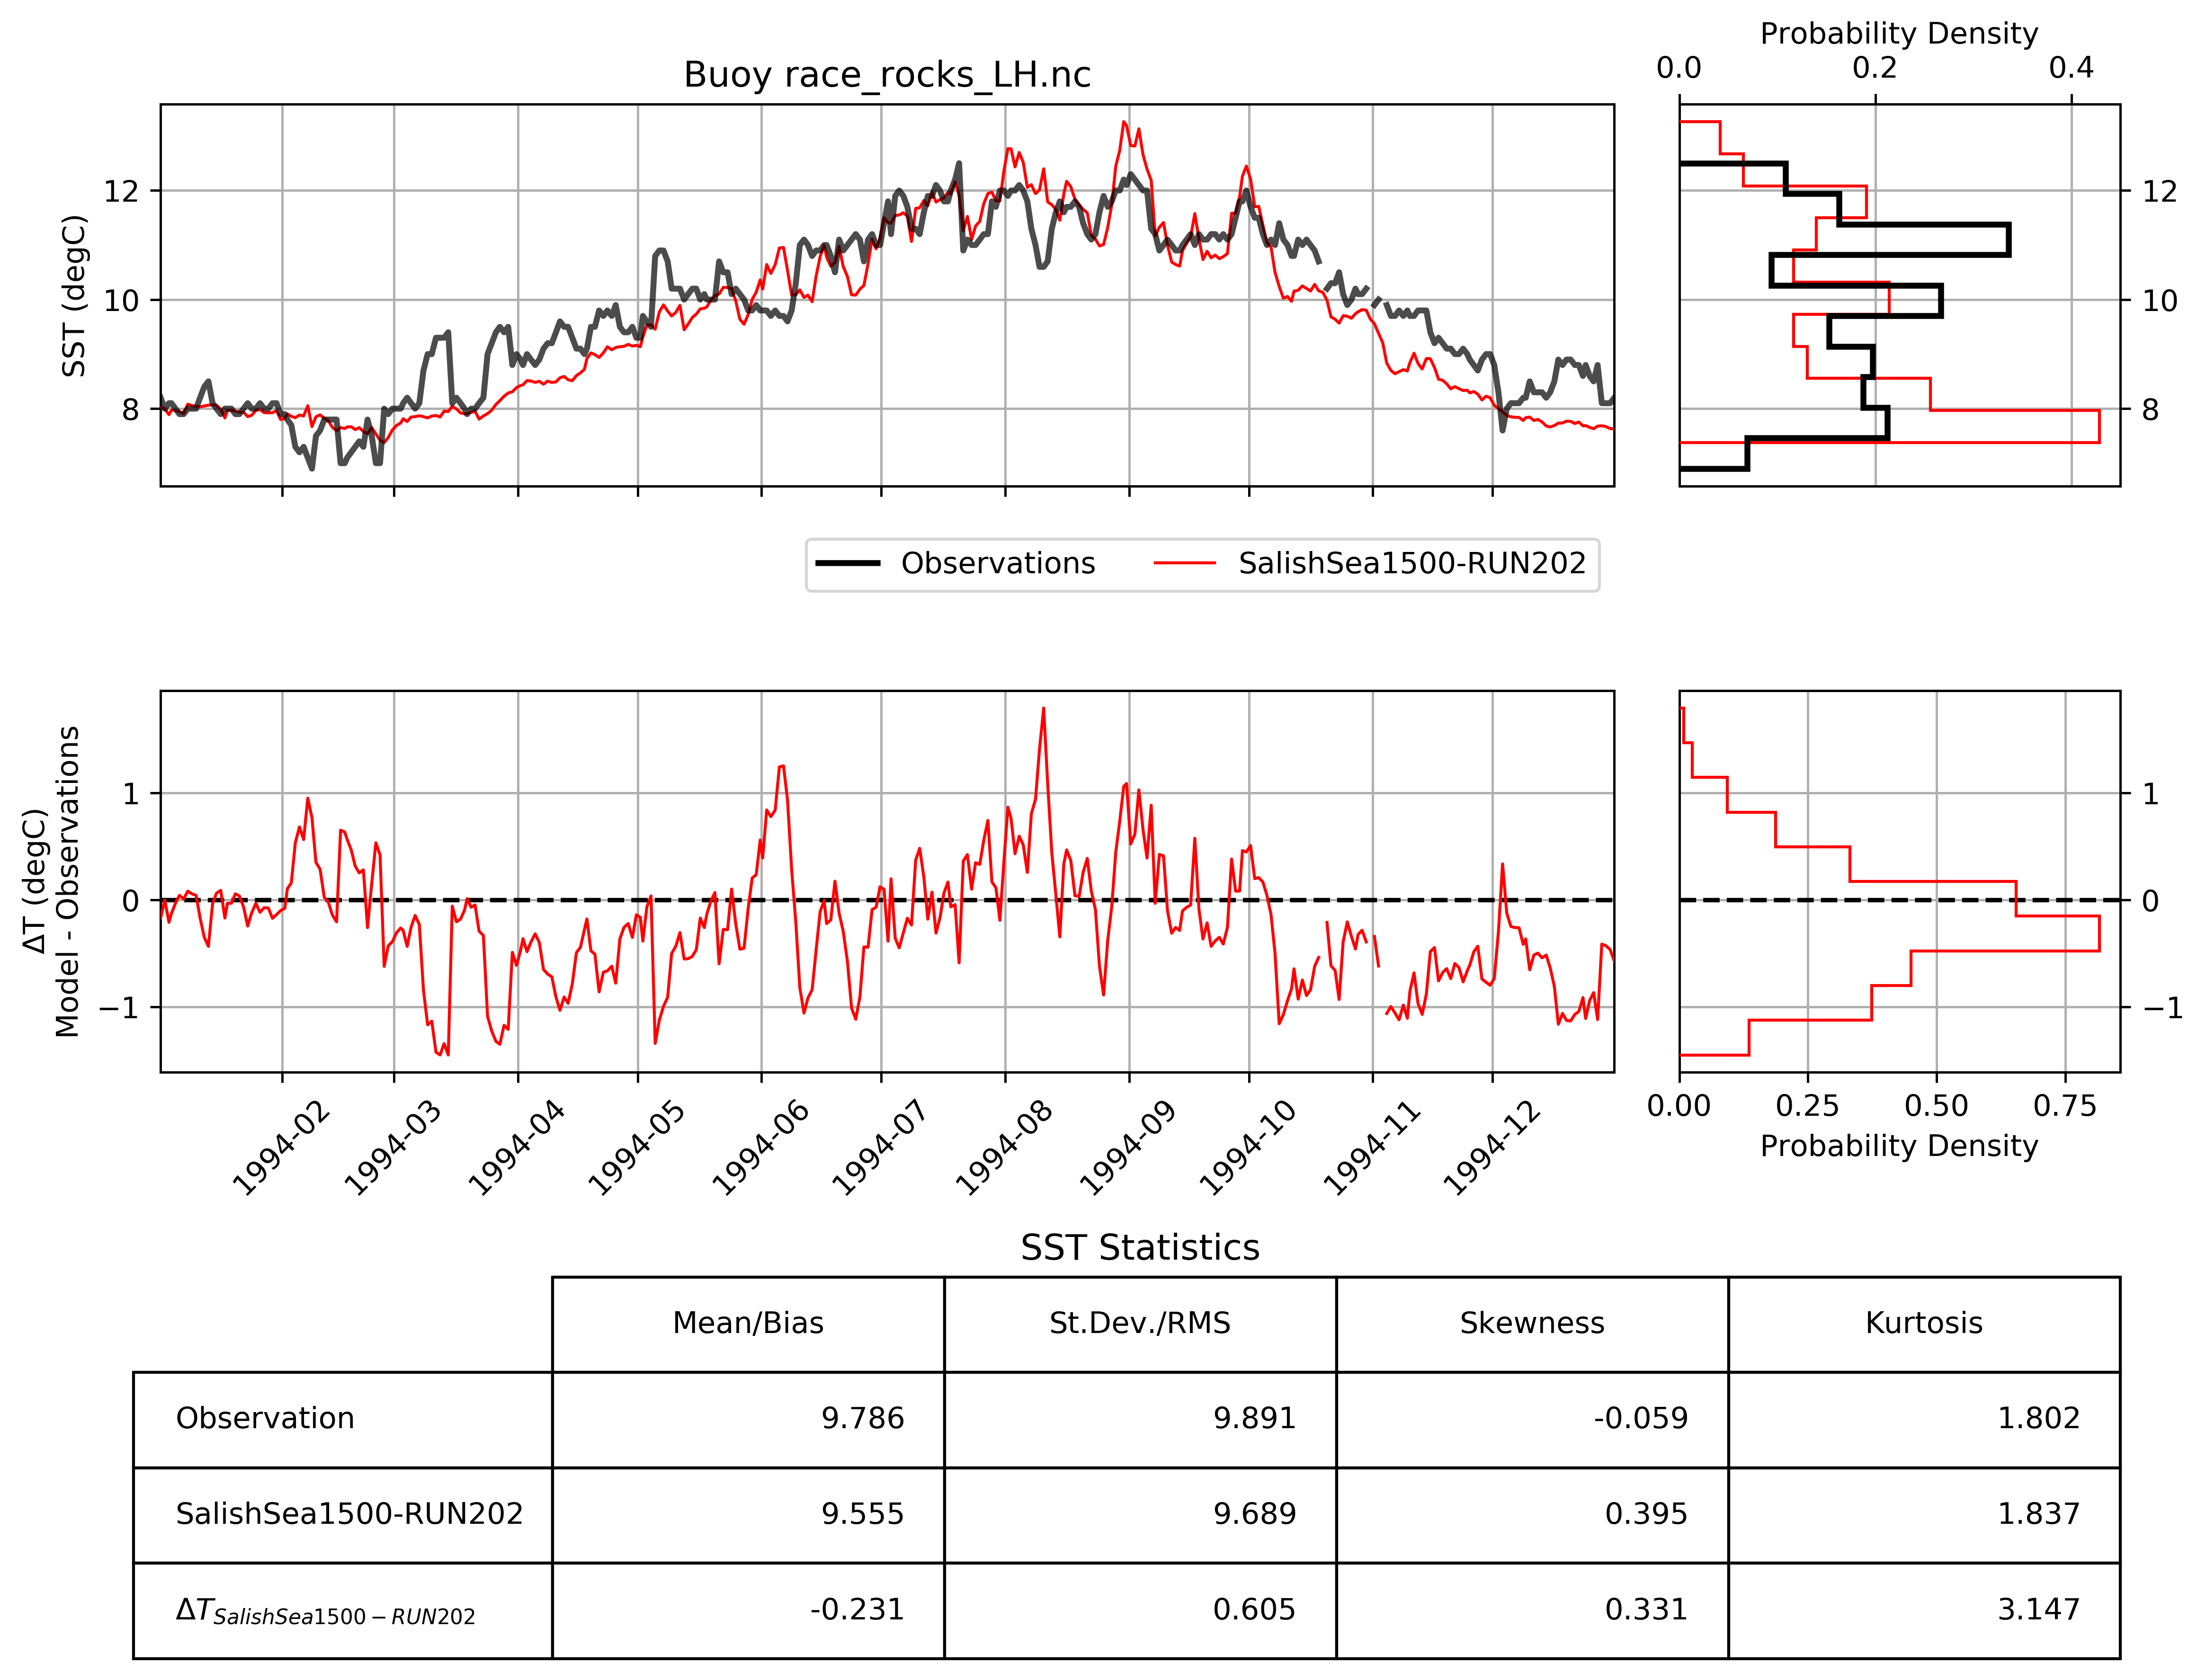 Buoy race_rocks_LH.nc
Probability Density
0.0 0.2 0.4
SST (degC)
12
10
8
12
10
8
Observations SalishSea1500-RUN202
ΔT (degC)
Model - Observations
1
0
−1
1
0
−1
1994-02 1994-03 1994-04 1994-05 1994-06 1994-07 1994-08 1994-09 1994-10 1994-11 1994-12
0.00 0.25 0.50 0.75
Probability Density
SST Statistics
Mean/Bias St.Dev./RMS Skewness Kurtosis
Observation 9.786 9.891 -0.059 1.802
SalishSea1500-RUN202 9.555 9.689 0.395 1.837
ΔT SalishSea1500−RUN202 -0.231 0.605 0.331 3.147